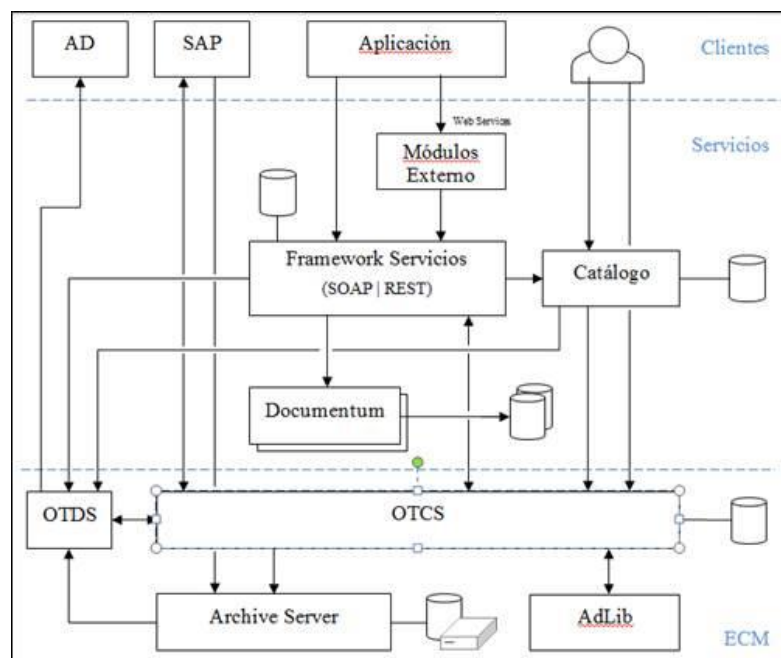 AD
SAP
Aplicación
Clientes
Web Services
Servicios
Módulos
Externo
Framework Servicios
(SOAP | REST)
Catálogo
Documentum
OTDS
OTCS
Archive Server
AdLib
ECM